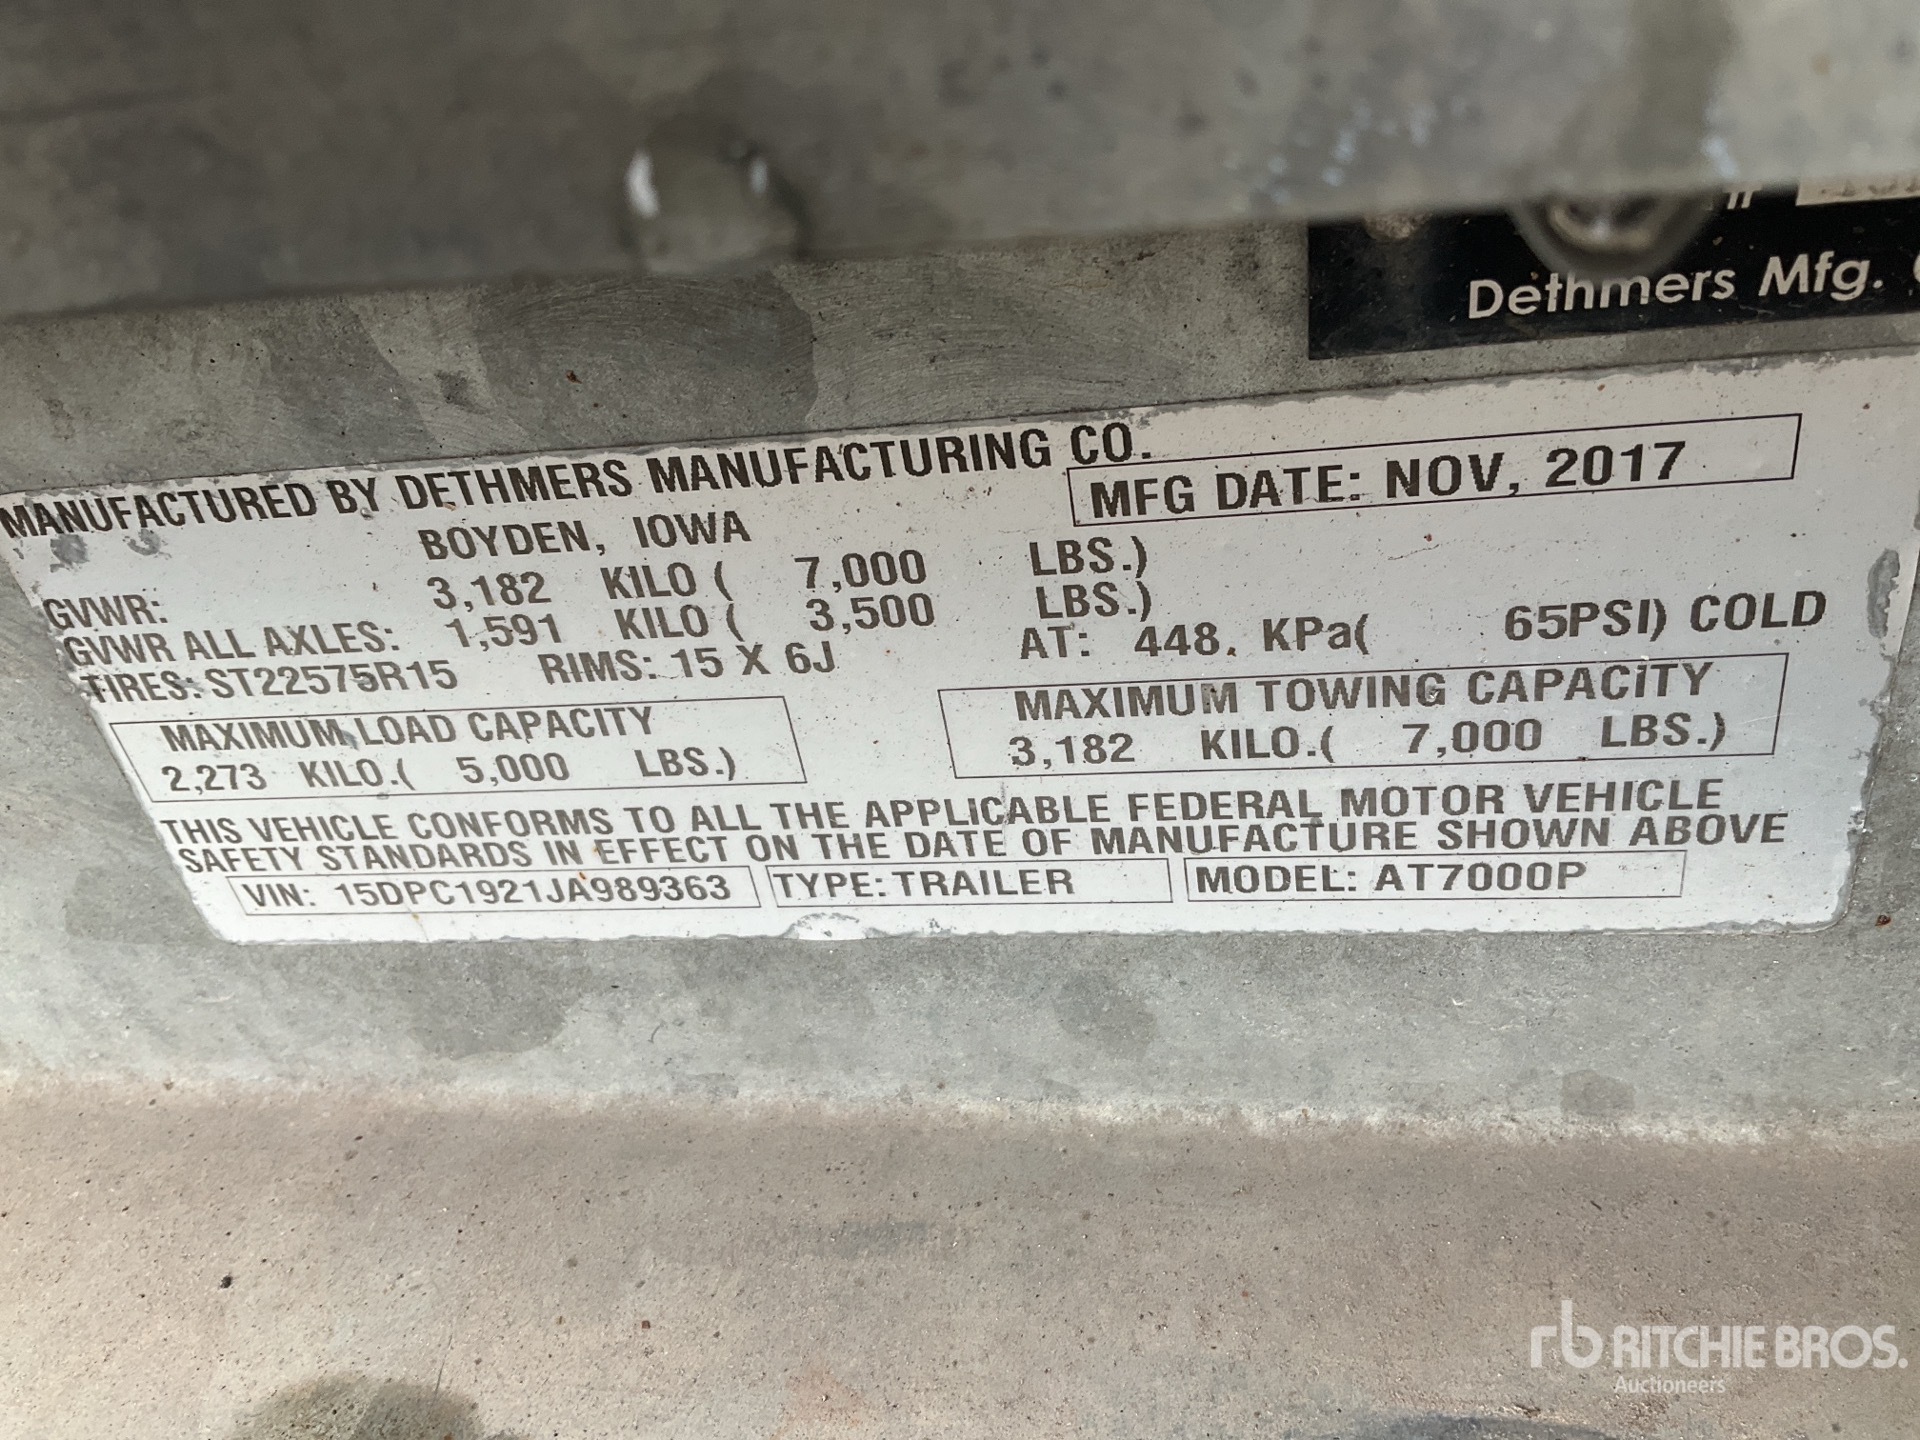 Dethmers Mfg.
MANUFACTURED BY DETHMERS MANUFACTURING CO.
BOYDEN, IOWA
MFG DATE: NOV, 2017
GVWR: 3,182 KILO ( 7,000 LBS.)
GVWR ALL AXLES: 1,591 KILO ( 3,500 LBS.)
TIRES: ST22575R15 RIMS: 15 X 6J AT: 448. KPa( 65PSI) COLD
MAXIMUM LOAD CAPACITY
2,273 KILO.( 5,000 LBS.)
MAXIMUM TOWING CAPACITY
3,182 KILO.( 7,000 LBS.)
THIS VEHICLE CONFORMS TO ALL THE APPLICABLE FEDERAL MOTOR VEHICLE
SAFETY STANDARDS IN EFFECT ON THE DATE OF MANUFACTURE SHOWN ABOVE
VIN: 15DPC1921JA989363 TYPE: TRAILER MODEL: AT7000P
rb RITCHIE BROS.
Auctioneers